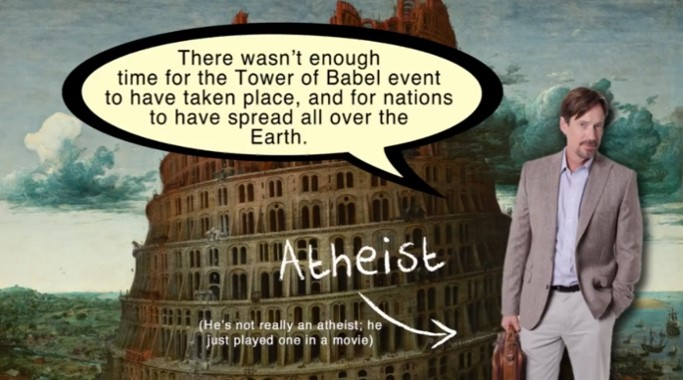 There wasn't enough
time for the Tower of Babel event
to have taken place, and for nations
to have spread all over the
Earth.
Atheist
(He's not really an atheist; he
just played one in a movie)